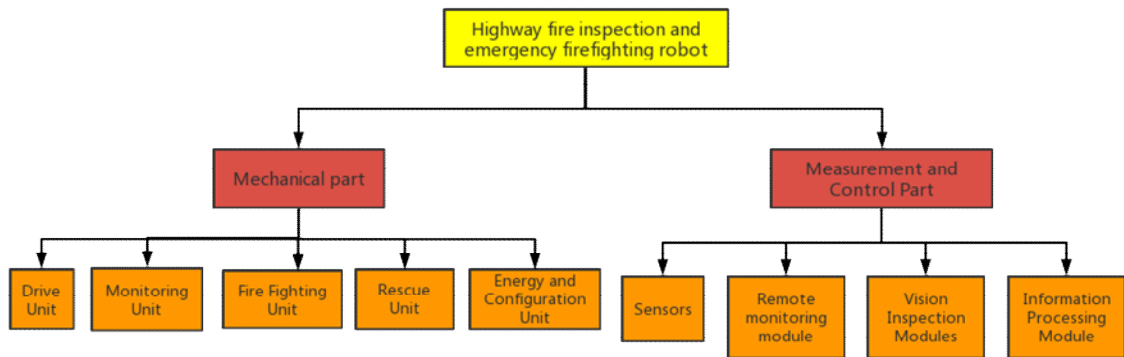 Highway fire inspection and
emergency firefighting robot
Mechanical part
Measurement and
Control Part
Drive
Unit
Monitoring
Unit
Fire Fighting
Unit
Rescue
Unit
Energy and
Configuration
Unit
Sensors
Remote
monitoring
module
Vision
Inspection
Modules
Information
Processing
Module